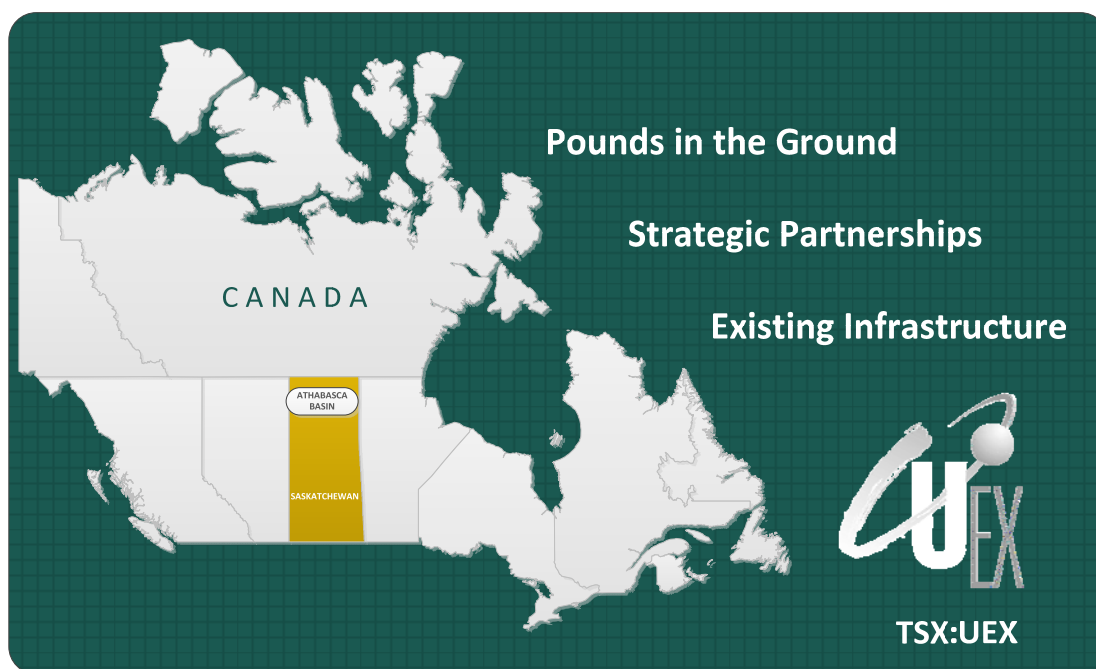 Pounds in the Ground
Strategic Partnerships
CANADA
Existing Infrastructure
ATHABASCA
BASIN
SASKATCHEWAN
UEX
TSX:UEX